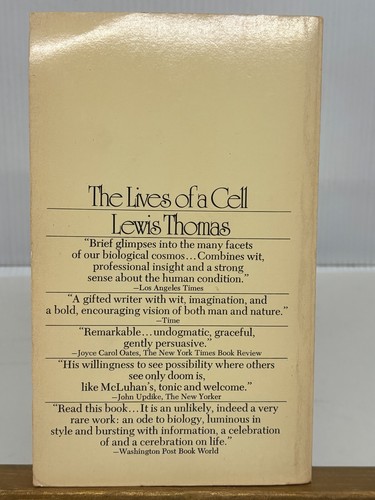 The Lives of a Cell
Lewis Thomas
"Brief glimpses into the many facets
of our biological cosmos...Combines wit,
professional insight and a strong
sense about the human condition."
—Los Angeles Times
"A gifted writer with wit, imagination, and
a bold, encouraging vision of both man and nature."
—Time
"Remarkable...undogmatic, graceful,
gently persuasive."
—Joyce Carol Oates, The New York Times Book Review
"His willingness to see possibility where others
see only doom is,
like McLuhan's, tonic and welcome."
—John Updike, The New Yorker
"Read this book...It is an unlikely, indeed a very
rare work: an ode to biology, luminous in
style and bursting with information, a celebration
of and a cerebration on life."
—Washington Post Book World